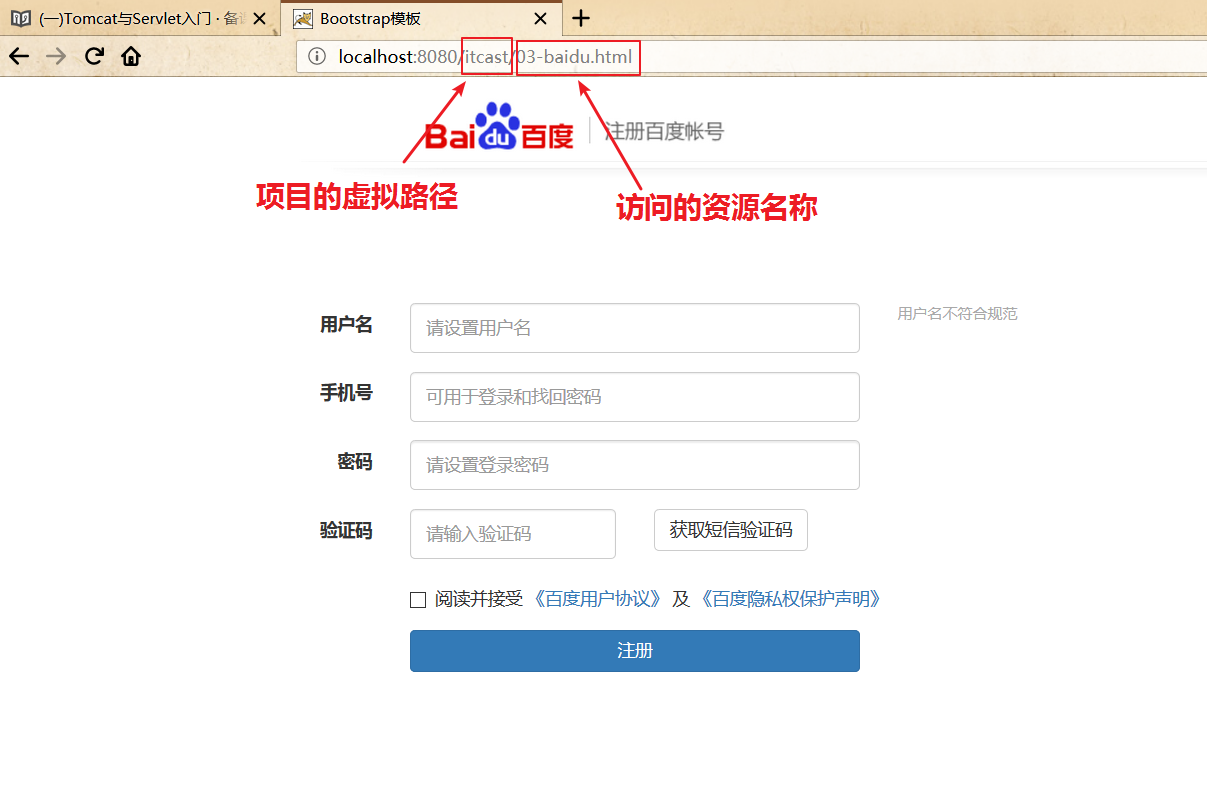 (一)Tomcat与Servlet入门 · 备
Bootstrap模板
localhost:8080/itcast/03-baidu.html
Bai du 百度 注册百度帐号
项目的虚拟路径
访问的资源名称
用户名 请设置用户名 用户名不符合规范
手机号 可用于登录和找回密码
密码 请设置登录密码
验证码 请输入验证码 获取短信验证码
阅读并接受《百度用户协议》及《百度隐私权保护声明》
注册